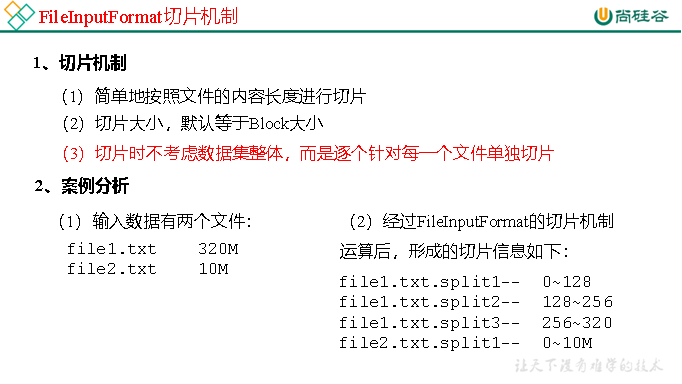 FileInputFormat切片机制
尚硅谷
1、切片机制
（1）简单地按照文件的内容长度进行切片
（2）切片大小，默认等于Block大小
（3）切片时不考虑数据集整体，而是逐个针对每一个文件单独切片
2、案例分析
（1）输入数据有两个文件：
file1.txt 320M
file2.txt 10M
（2）经过FileInputFormat的切片机制
运算后，形成的切片信息如下：
file1.txt.split1-- 0~128
file1.txt.split2-- 128~256
file1.txt.split3-- 256~320
file2.txt.split1-- 0~10M
让天下没有难学的技术